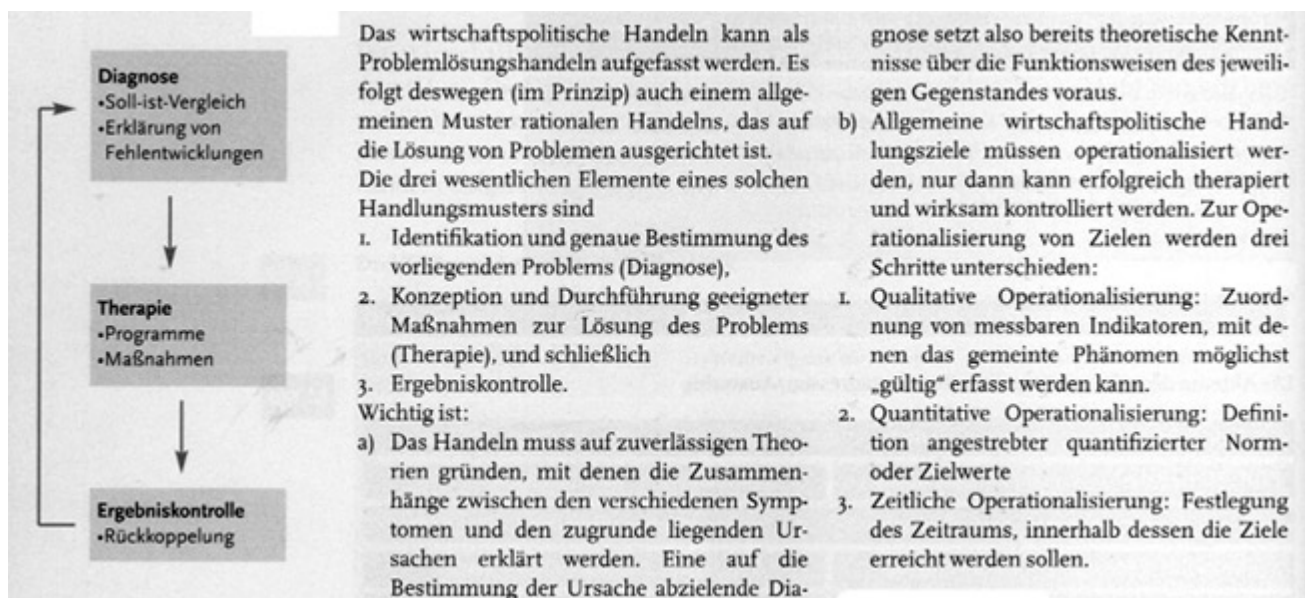 Diagnose
•Soll-ist-Vergleich
•Erklärung von
Fehlentwicklungen
Therapie
•Programme
•Maßnahmen
Ergebniskontrolle
•Rückkoppelung
Das wirtschaftspolitische Handeln kann als
Problemlösungshandeln aufgefasst werden. Es
folgt deswegen (im Prinzip) auch einem allge-
meinen Muster rationalen Handelns, das auf
die Lösung von Problemen ausgerichtet ist.
Die drei wesentlichen Elemente eines solchen
Handlungsmusters sind
1. Identifikation und genaue Bestimmung des
vorliegenden Problems (Diagnose),
2. Konzeption und Durchführung geeigneter
Maßnahmen zur Lösung des Problems
(Therapie), und schließlich
3. Ergebniskontrolle.
Wichtig ist:
a) Das Handeln muss auf zuverlässigen Theo-
rien gründen, mit denen die Zusammen-
hänge zwischen den verschiedenen Symp-
tomen und den zugrunde liegenden Ur-
sachen erklärt werden. Eine auf die
Bestimmung der Ursache abzielende Dia-
gnose setzt also bereits theoretische Kennt-
nisse über die Funktionsweisen des jeweili-
gen Gegenstandes voraus.
b) Allgemeine wirtschaftspolitische Hand-
lungsziele müssen operationalisiert wer-
den, nur dann kann erfolgreich therapiert
und wirksam kontrolliert werden. Zur Ope-
rationalisierung von Zielen werden drei
Schritte unterschieden:
1. Qualitative Operationalisierung: Zuord-
nung von messbaren Indikatoren, mit de-
nen das gemeinte Phänomen möglichst
„gültig" erfasst werden kann.
2. Quantitative Operationalisierung: Defini-
tion angestrebter quantifizierter Norm-
oder Zielwerte
3. Zeitliche Operationalisierung: Festlegung
des Zeitraums, innerhalb dessen die Ziele
erreicht werden sollen.